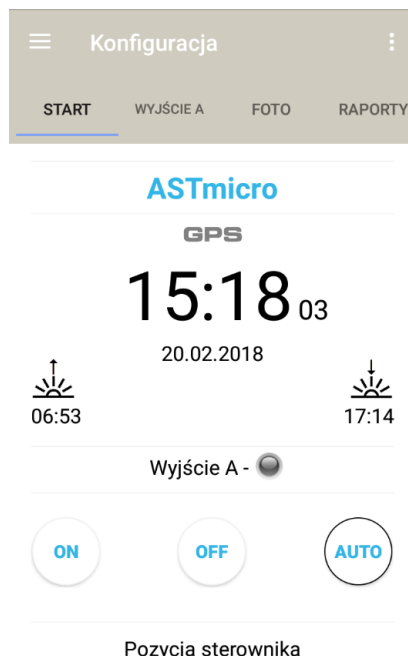 Konfiguracja
START WYJŚCIE A FOTO RAPORTY
ASTmicro
GPS
15:18 03
20.02.2018
06:53 17:14
Wyjście A -
ON OFF AUTO
Pozycja sterownika